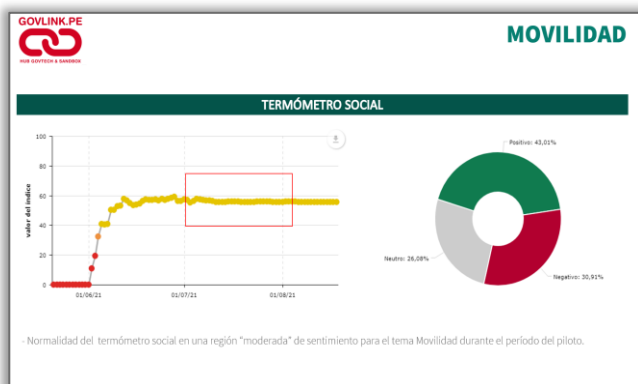 GOVLINK.PE
HUB GOVTECH & SANDBOX
MOVILIDAD
TERMÓMETRO SOCIAL
100
80
60
40
20
0
valor del índice
01/06/21
01/07/21
01/08/21
Positivo: 43,01%
Neutro: 26,08%
Negativo: 30,91%
- Normalidad del termómetro social en una región "moderada" de sentimiento para el tema Movilidad durante el período del piloto.